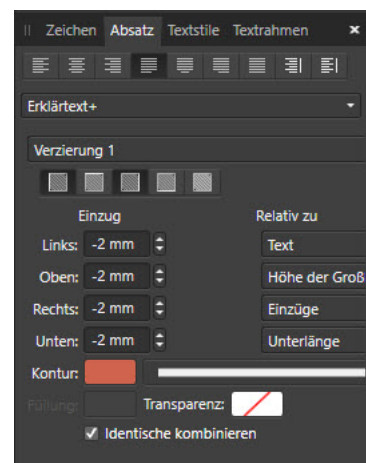 Zeichen Absatz Textstile Textrahmen
Erklärtext+
Verzierung 1
Einzug Relativ zu
Links: -2 mm Text
Oben: -2 mm Höhe der Groß
Rechts: -2 mm Einzüge
Unten: -2 mm Unterlänge
Kontur:
Füllung: Transparenz:
Identische kombinieren